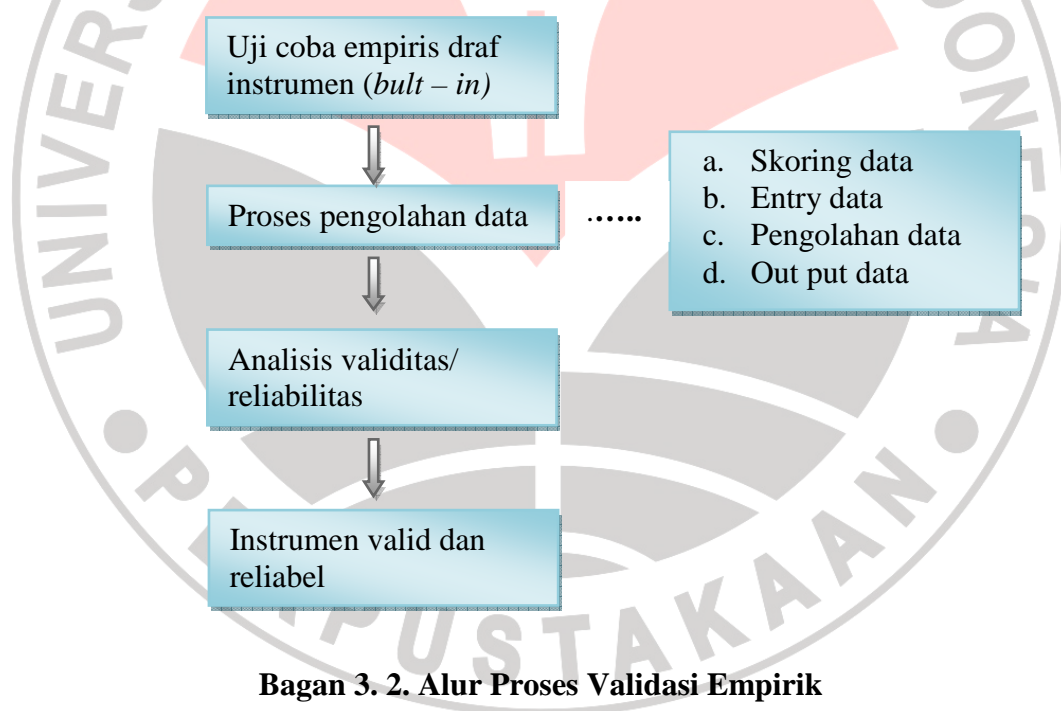 Uji coba empiris draf
instrumen (bult – in)
Proses pengolahan data
.…...
a. Skoring data
b. Entry data
c. Pengolahan data
d. Out put data
Analisis validitas/
reliabilitas
Instrumen valid dan
reliabel
Bagan 3. 2. Alur Proses Validasi Empirik